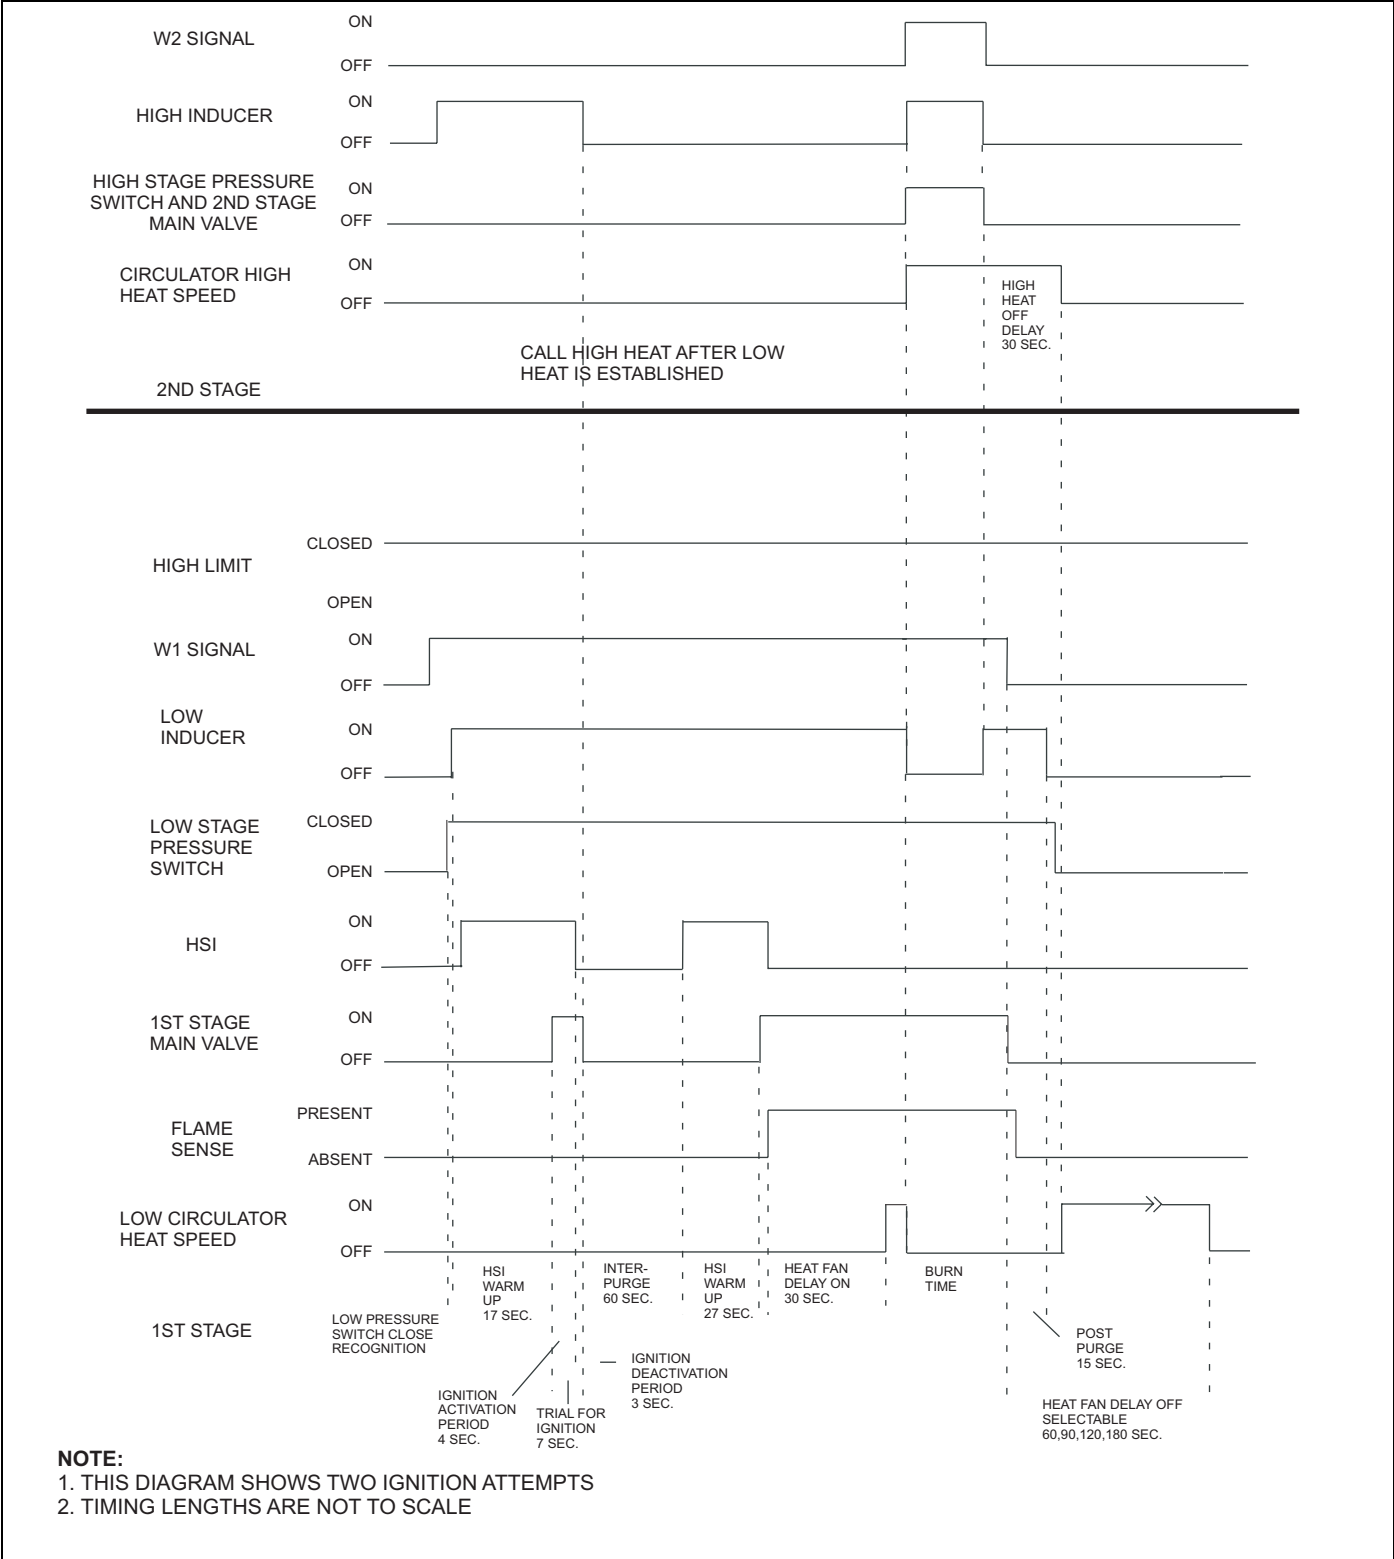 W2 SIGNAL
ON
OFF
HIGH INDUCER
ON
OFF
HIGH STAGE PRESSURE
SWITCH AND 2ND STAGE
MAIN VALVE
ON
OFF
CIRCULATOR HIGH
HEAT SPEED
ON
OFF
HIGH
HEAT
OFF
DELAY
30 SEC.
CALL HIGH HEAT AFTER LOW
HEAT IS ESTABLISHED
2ND STAGE
HIGH LIMIT
CLOSED
OPEN
W1 SIGNAL
ON
OFF
LOW
INDUCER
ON
OFF
LOW STAGE
PRESSURE
SWITCH
CLOSED
OPEN
HSI
ON
OFF
1ST STAGE
MAIN VALVE
ON
OFF
FLAME
SENSE
PRESENT
ABSENT
LOW CIRCULATOR
HEAT SPEED
ON
OFF
HSI
WARM
UP
17 SEC.
INTER-
PURGE
60 SEC.
HSI
WARM
UP
27 SEC.
HEAT FAN
DELAY ON
30 SEC.
BURN
TIME
1ST STAGE
LOW PRESSURE
SWITCH CLOSE
RECOGNITION
IGNITION
ACTIVATION
PERIOD
4 SEC.
TRIAL FOR
IGNITION
7 SEC.
IGNITION
DEACTIVATION
PERIOD
3 SEC.
POST
PURGE
15 SEC.
HEAT FAN DELAY OFF
SELECTABLE
60,90,120,180 SEC.
NOTE:
1. THIS DIAGRAM SHOWS TWO IGNITION ATTEMPTS
2. TIMING LENGTHS ARE NOT TO SCALE